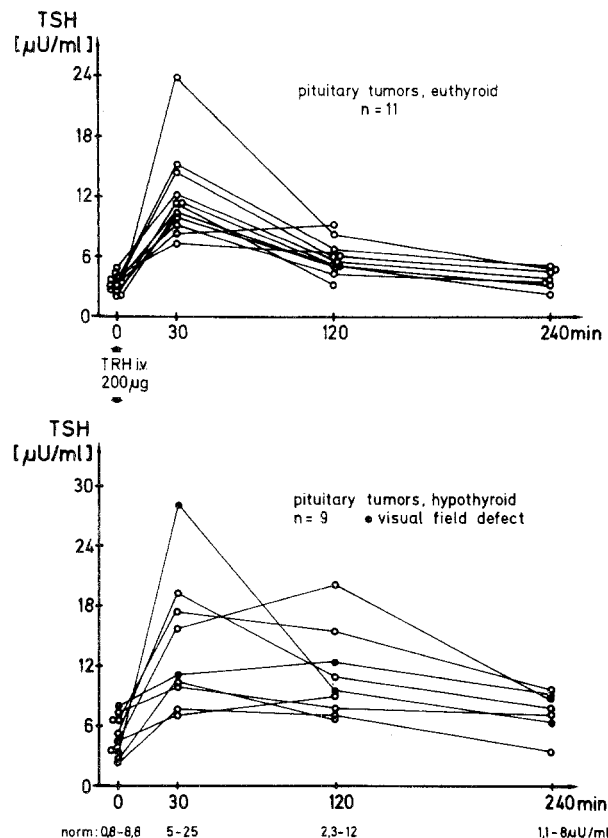 TSH
[µU/ml]
24
18
12
6
0
pituitary tumors, euthyroid
n = 11
0 30 120 240min
TRH i.v.
200µg
TSH
[µU/ml]
30
24
18
12
6
0
pituitary tumors, hypothyroid
n = 9 ● visual field defect
0 30 120 240min
norm: 0,8-8,8 5-25 2,3-12 1,1-8µU/ml